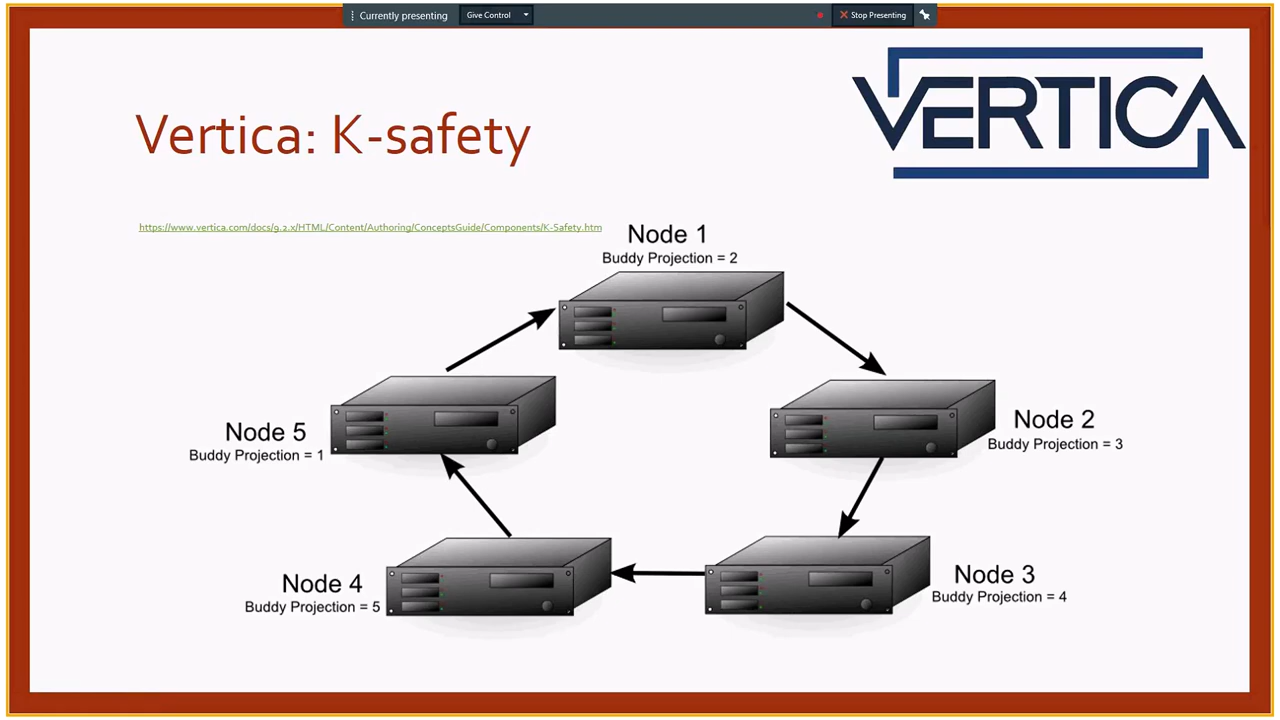 Currently presenting
Give Control
Stop Presenting
VERTICA
Vertica: K-safety
https://www.vertica.com/docs/9.2.x/HTML/Content/Authoring/ConceptsGuide/Components/K-Safety.htm
Node 1
Buddy Projection = 2
Node 2
Buddy Projection = 3
Node 5
Buddy Projection = 1
Node 3
Buddy Projection = 4
Node 4
Buddy Projection = 5